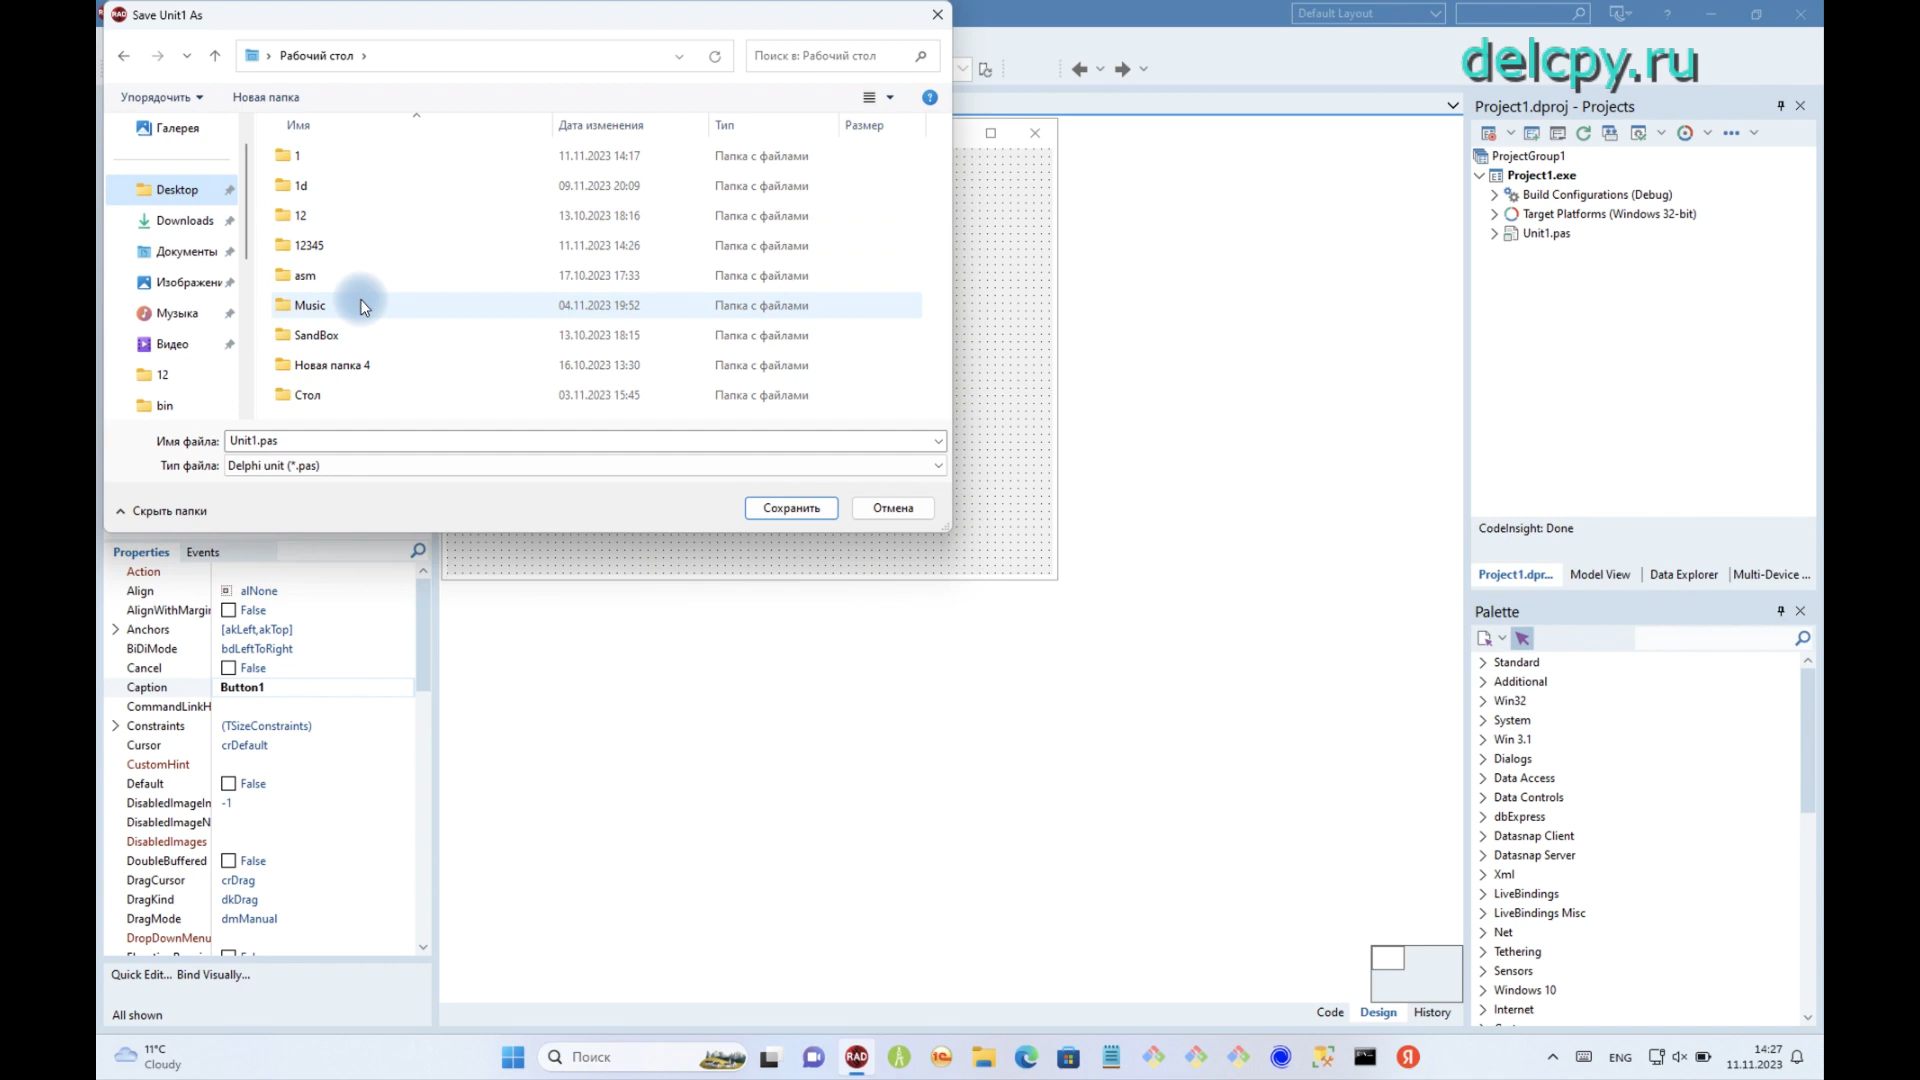 Save Unit1 As
Default Layout
delcpy.ru
Рабочий стол
Поиск в: Рабочий стол
Упорядочить
Новая папка
Project1.dproj - Projects
Галерея
Desktop
Downloads
Документы
Изображени
Музыка
Видео
12
bin
Имя Дата изменения Тип Размер
1 11.11.2023 14:17 Папка с файлами
1d 09.11.2023 20:09 Папка с файлами
12 13.10.2023 18:16 Папка с файлами
12345 11.11.2023 14:26 Папка с файлами
asm 17.10.2023 17:33 Папка с файлами
Music 04.11.2023 19:52 Папка с файлами
SandBox 13.10.2023 18:15 Папка с файлами
Новая папка 4 16.10.2023 13:30 Папка с файлами
Стол 03.11.2023 15:45 Папка с файлами
Имя файла: Unit1.pas
Тип файла: Delphi unit (*.pas)
Скрыть папки
Сохранить
Отмена
ProjectGroup1
Project1.exe
Build Configurations (Debug)
Target Platforms (Windows 32-bit)
Unit1.pas
CodeInsight: Done
Project1.dpr... Model View Data Explorer Multi-Device ...
Properties Events
Action
Align alNone
AlignWithMargin False
Anchors [akLeft,akTop]
BiDiMode bdLeftToRight
Cancel False
Caption Button1
CommandLinkH
Constraints (TSizeConstraints)
Cursor crDefault
CustomHint
Default False
DisabledImageIn -1
DisabledImageN
DisabledImages
DoubleBuffered False
DragCursor crDrag
DragKind dkDrag
DragMode dmManual
DropDownMenu
Quick Edit... Bind Visually...
All shown
Palette
Standard
Additional
Win32
System
Win 3.1
Dialogs
Data Access
Data Controls
dbExpress
Datasnap Client
Datasnap Server
Xml
LiveBindings
LiveBindings Misc
Net
Tethering
Sensors
Windows 10
Internet
Code Design History
11°C
Cloudy
Поиск
RAD
1C
Я
ENG
14:27
11.11.2023